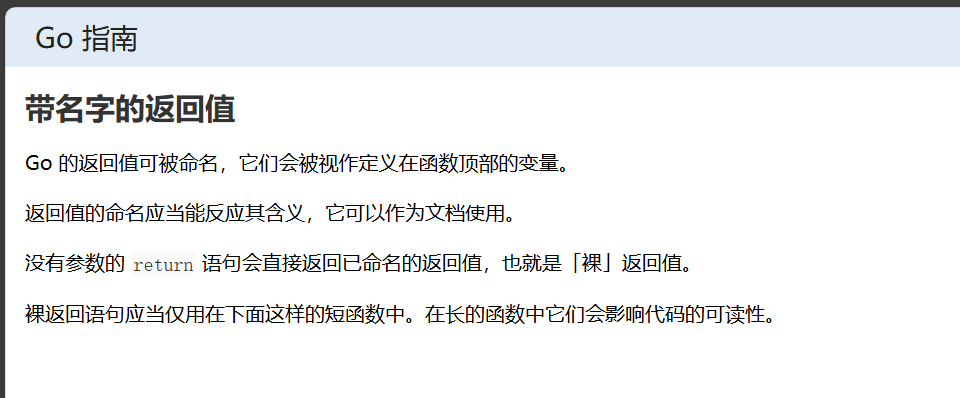 Go 指南
带名字的返回值
Go 的返回值可被命名，它们会被视作定义在函数顶部的变量。
返回值的命名应当能反应其含义，它可以作为文档使用。
没有参数的 return 语句会直接返回已命名的返回值，也就是「裸」返回值。
裸返回语句应当仅用在下面这样的短函数中。在长的函数中它们会影响代码的可读性。